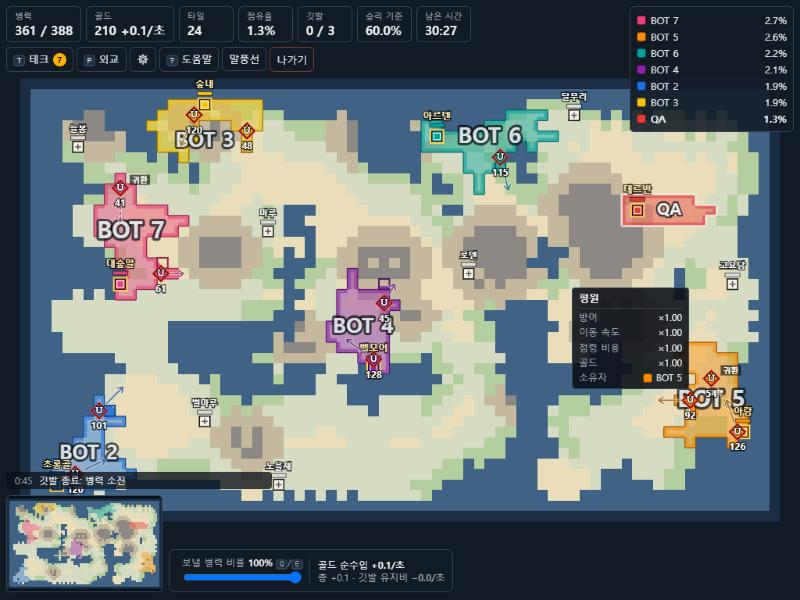 병력 골드 타일 점유율 깃발 승리 기준 남은 시간
361 / 388 210 +0.1/초 24 1.3% 0 / 3 60.0% 30:27
T 테크 7 P 외교 ? 도움말 말풍선 나가기
BOT 7 2.7%
BOT 5 2.6%
BOT 6 2.2%
BOT 4 2.1%
BOT 2 1.9%
BOT 3 1.9%
QA 1.3%
숲내
120
BOT 3
48
늘봄
아르덴
BOT 6
115
달무리
귀환
41
BOT 7
대숲말
61
마루
로렌
데르반
QA
고요담
45
BOT 4
128
평원
방어 ×1.00
이동 속도 ×1.00
점령 비용 ×1.00
골드 ×1.00
소유자 BOT 5
귀환
BOT 5
92
아람
126
101
BOT 2
초롱골
120
별마루
노을재
0:45 깃발 종료: 병력 소진
보낼 병력 비율 100% Q / E
골드 순수입 +0.1/초
총 +0.1 · 깃발 유지비 −0.0/초